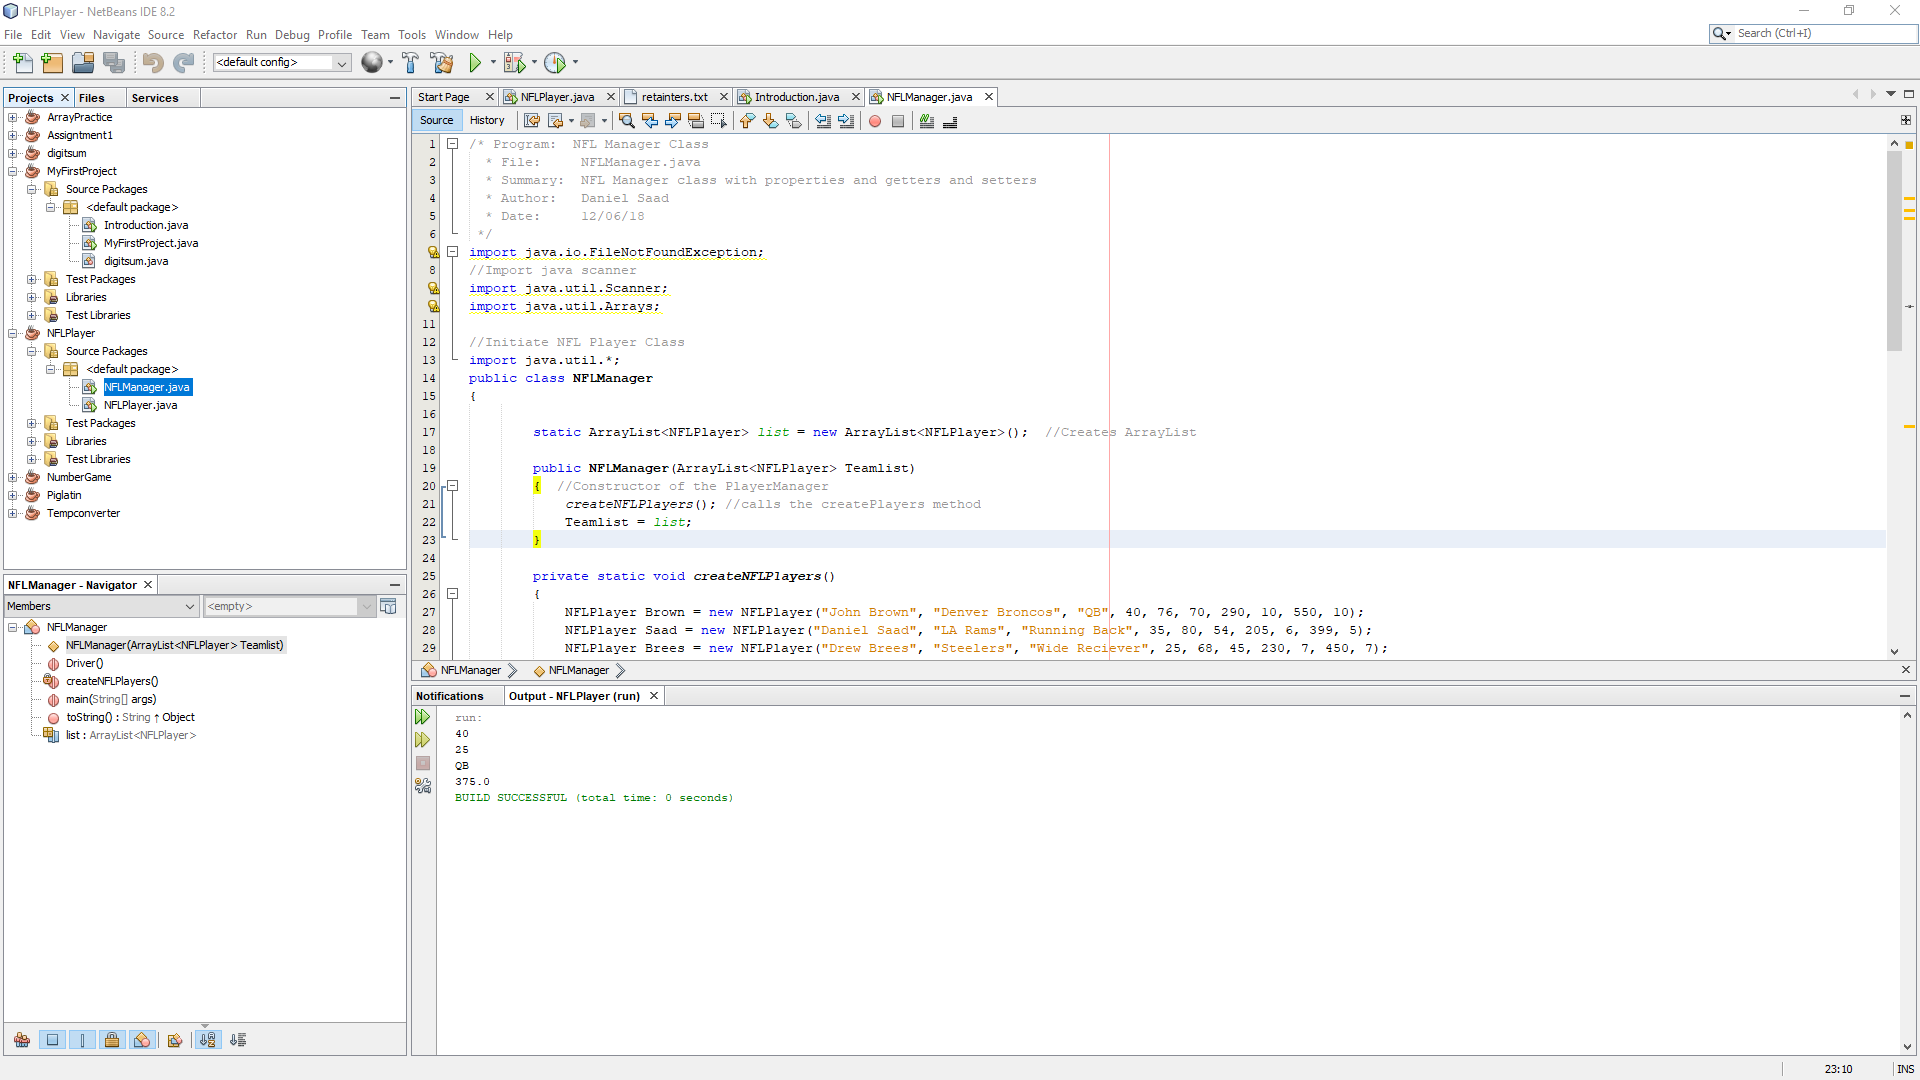 NFLPlayer - NetBeans IDE 8.2
File Edit View Navigate Source Refactor Run Debug Profile Team Tools Window Help
Search (Ctrl+I)
<default config>
Projects Files Services
ArrayPractice
Assigntment1
digitsum
MyFirstProject
Source Packages
<default package>
Introduction.java
MyFirstProject.java
digitsum.java
Test Packages
Libraries
Test Libraries
NFLPlayer
Source Packages
<default package>
NFLManager.java
NFLPlayer.java
Test Packages
Libraries
Test Libraries
NumberGame
Piglatin
Tempconverter
NFLManager - Navigator
Members <empty>
NFLManager
NFLManager(ArrayList<NFLPlayer> Teamlist)
Driver()
createNFLPlayers()
main(String[] args)
toString() : String ↑ Object
list : ArrayList<NFLPlayer>
Start Page NFLPlayer.java retainters.txt Introduction.java NFLManager.java
Source History
1 /* Program:  NFL Manager Class
2 * File:     NFLManager.java
3 * Summary:  NFL Manager class with properties and getters and setters
4 * Author:   Daniel Saad
5 * Date:     12/06/18
6 */
import java.io.FileNotFoundException;
8 //Import java scanner
import java.util.Scanner;
import java.util.Arrays;
11
12 //Initiate NFL Player Class
13 import java.util.*;
14 public class NFLManager
15 {
16
17 static ArrayList<NFLPlayer> list = new ArrayList<NFLPlayer>();  //Creates ArrayList
18
19 public NFLManager(ArrayList<NFLPlayer> Teamlist)
20 {  //Constructor of the PlayerManager
21 createNFLPlayers(); //calls the createPlayers method
22 Teamlist = list;
23 }
24
25 private static void createNFLPlayers()
26 {
27 NFLPlayer Brown = new NFLPlayer("John Brown", "Denver Broncos", "QB", 40, 76, 70, 290, 10, 550, 10);
28 NFLPlayer Saad = new NFLPlayer("Daniel Saad", "LA Rams", "Running Back", 35, 80, 54, 205, 6, 399, 5);
29 NFLPlayer Brees = new NFLPlayer("Drew Brees", "Steelers", "Wide Reciever", 25, 68, 45, 230, 7, 450, 7);
NFLManager NFLManager
Notifications Output - NFLPlayer (run)
run:
40
25
QB
375.0
BUILD SUCCESSFUL (total time: 0 seconds)
23:10 INS